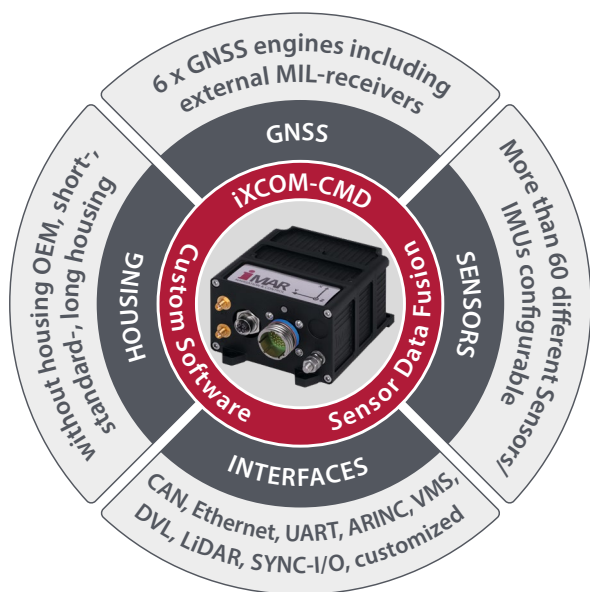 6 x GNSS engines including
external MIL-receivers
GNSS
More than 60 different Sensors/
IMUs configurable
SENSORS
INTERFACES
CAN, Ethernet, UART, ARINC, VMS,
DVL, LiDAR, SYNC-I/O, customized
without housing OEM, short-,
standard-, long housing
HOUSING
iXCOM-CMD
Sensor Data Fusion
Custom Software
iMAR